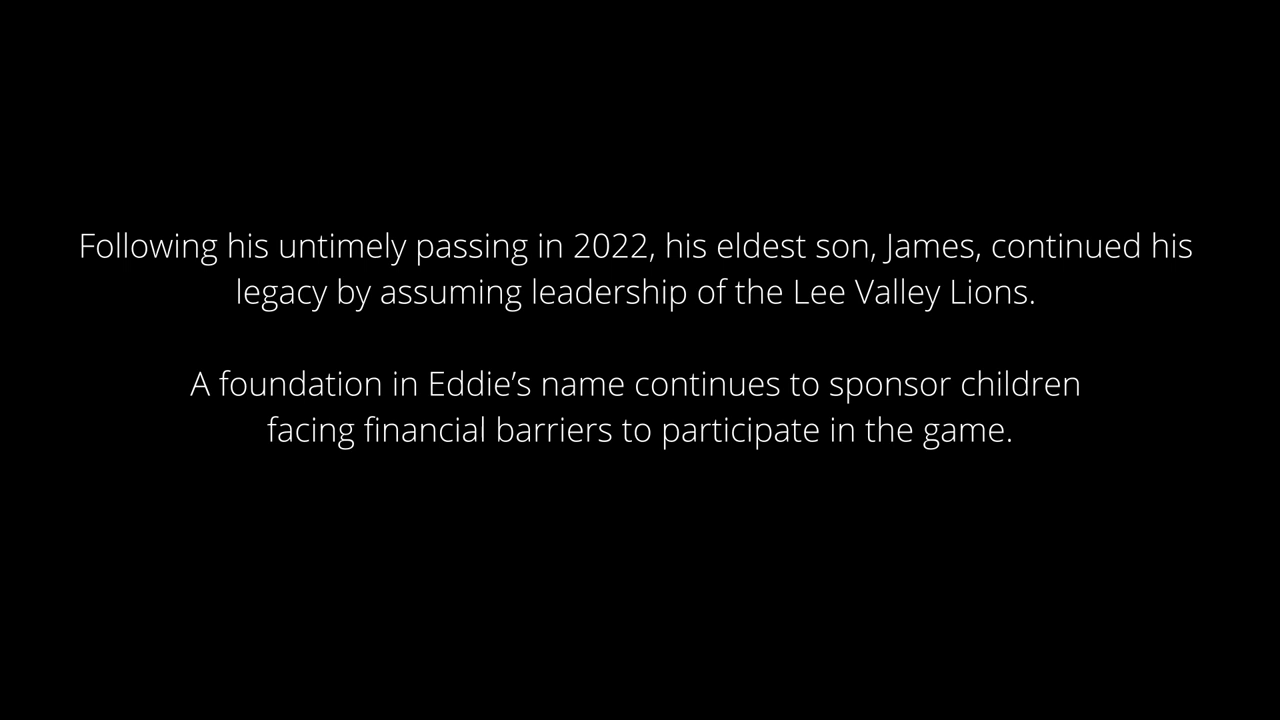 Following his untimely passing in 2022, his eldest son, James, continued his
legacy by assuming leadership of the Lee Valley Lions.
A foundation in Eddie’s name continues to sponsor children
facing financial barriers to participate in the game.